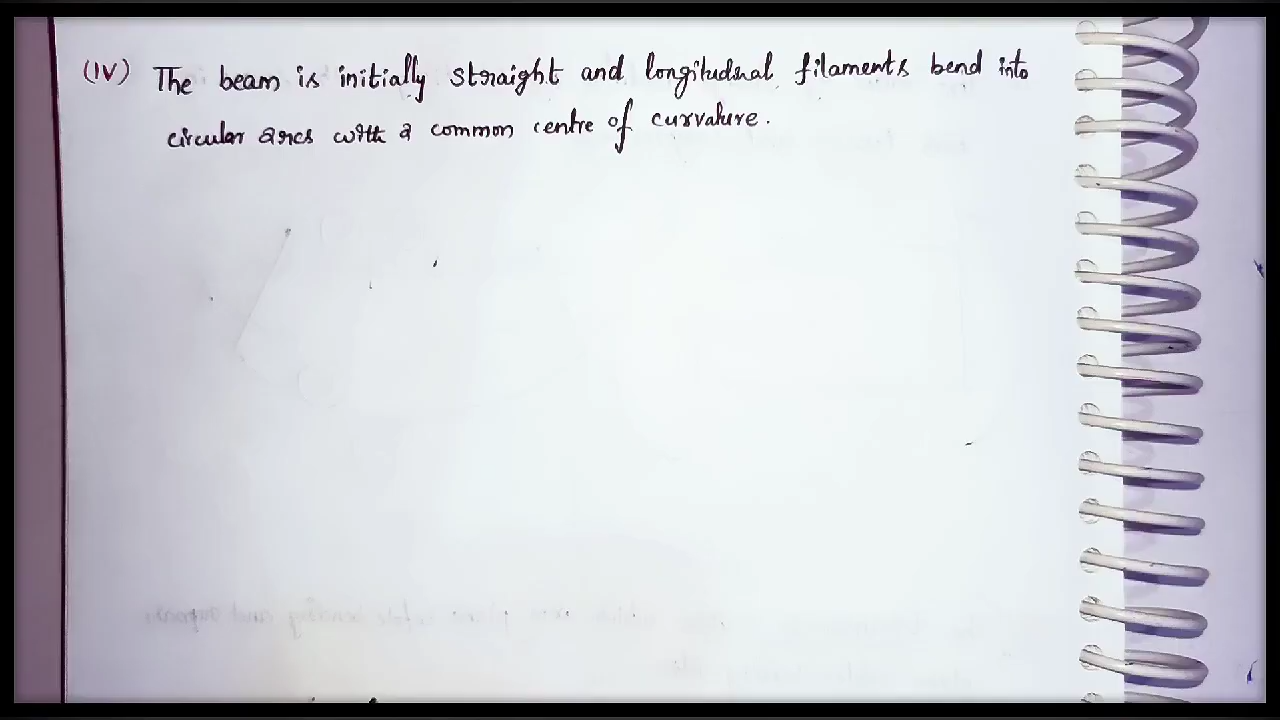 (IV) The beam is initially straight and longitudinal filaments bend into
circular arcs with a common centre of curvature.